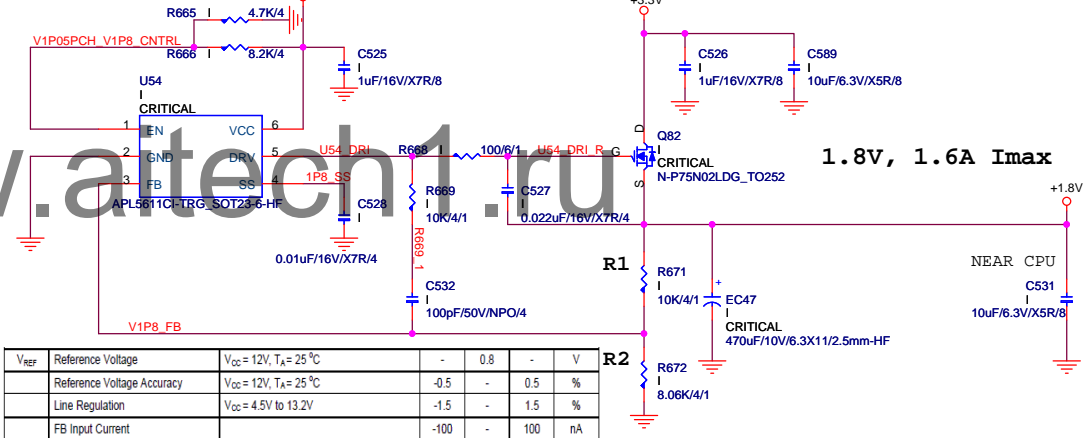 R665 I 4.7K/4
+3.3V
V1P05PCH_V1P8_CNTRL
R666 I 8.2K/4
C525
I
1uF/16V/X7R/8
C526
I
1uF/16V/X7R/8
C589
I
10uF/6.3V/X5R/8
U54
I
CRITICAL
1 EN VCC 6
2 GND DRV 5
3 FB SS 4
APL5611CI-TRG_SOT23-6-HF
U54_DRI
R668 I 100/6/1
U54_DRI_R
1P8_SS
D
G
S
Q82
I
CRITICAL
N-P75N02LDG_TO252
1.8V, 1.6A Imax
+1.8V
www.aitech1.ru
R669
I
10K/4/1
C527
I
0.022uF/16V/X7R/4
C528
I
0.01uF/16V/X7R/4
R669_1
C532
I
100pF/50V/NPO/4
R1
R671
I
10K/4/1
+
EC47
I
CRITICAL
470uF/10V/6.3X11/2.5mm-HF
NEAR CPU
C531
I
10uF/6.3V/X5R/8
V1P8_FB
R2
R672
I
8.06K/4/1
VREF Reference Voltage VCC = 12V, TA = 25 °C - 0.8 - V
Reference Voltage Accuracy VCC = 12V, TA = 25 °C -0.5 - 0.5 %
Line Regulation VCC = 4.5V to 13.2V -1.5 - 1.5 %
FB Input Current -100 - 100 nA